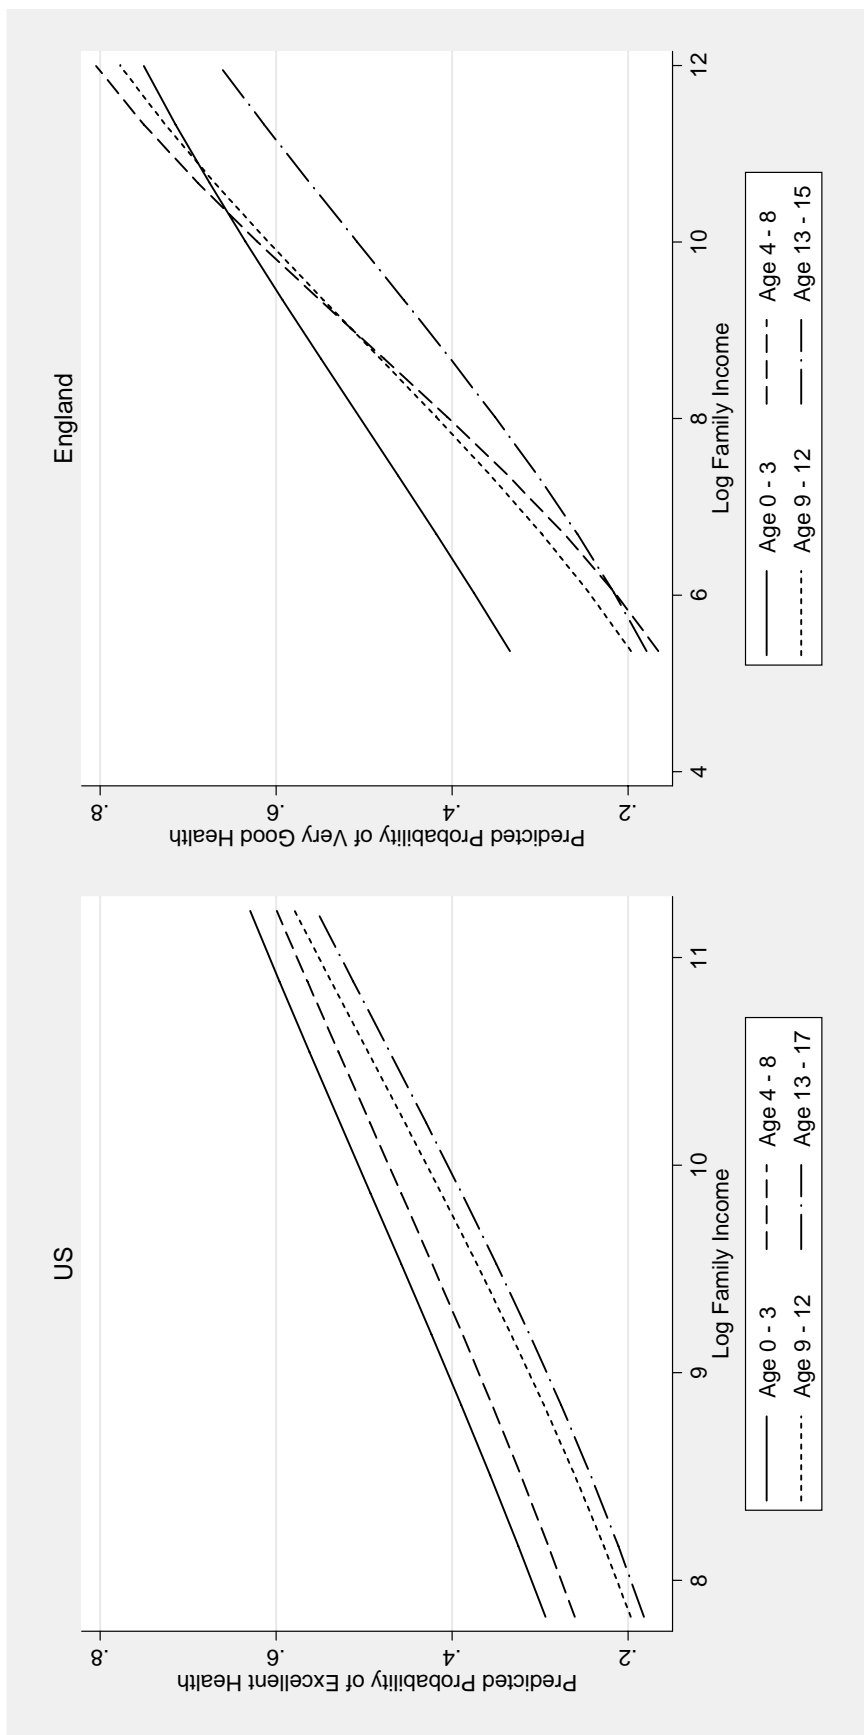 US
Predicted Probability of Excellent Health
.2 .4 .6 .8
8 9 10 11
Log Family Income
Age 0 - 3 Age 4 - 8
Age 9 - 12 Age 13 - 17
England
Predicted Probability of Very Good Health
.2 .4 .6 .8
4 6 8 10 12
Log Family Income
Age 0 - 3 Age 4 - 8
Age 9 - 12 Age 13 - 15